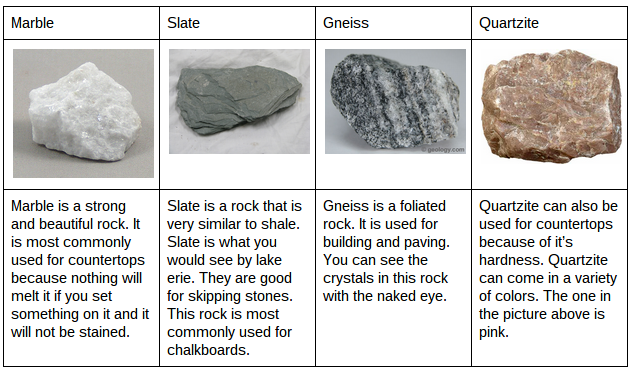 Marble
Slate
Gneiss
Quartzite
© geology.com
Marble is a strong
and beautiful rock. It
is most commonly
used for countertops
because nothing will
melt it if you set
something on it and it
will not be stained.
Slate is a rock that is
very similar to shale.
Slate is what you
would see by lake
erie. They are good
for skipping stones.
This rock is most
commonly used for
chalkboards.
Gneiss is a foliated
rock. It is used for
building and paving.
You can see the
crystals in this rock
with the naked eye.
Quartzite can also be
used for countertops
because of it's
hardness. Quartzite
can come in a variety
of colors. The one in
the picture above is
pink.